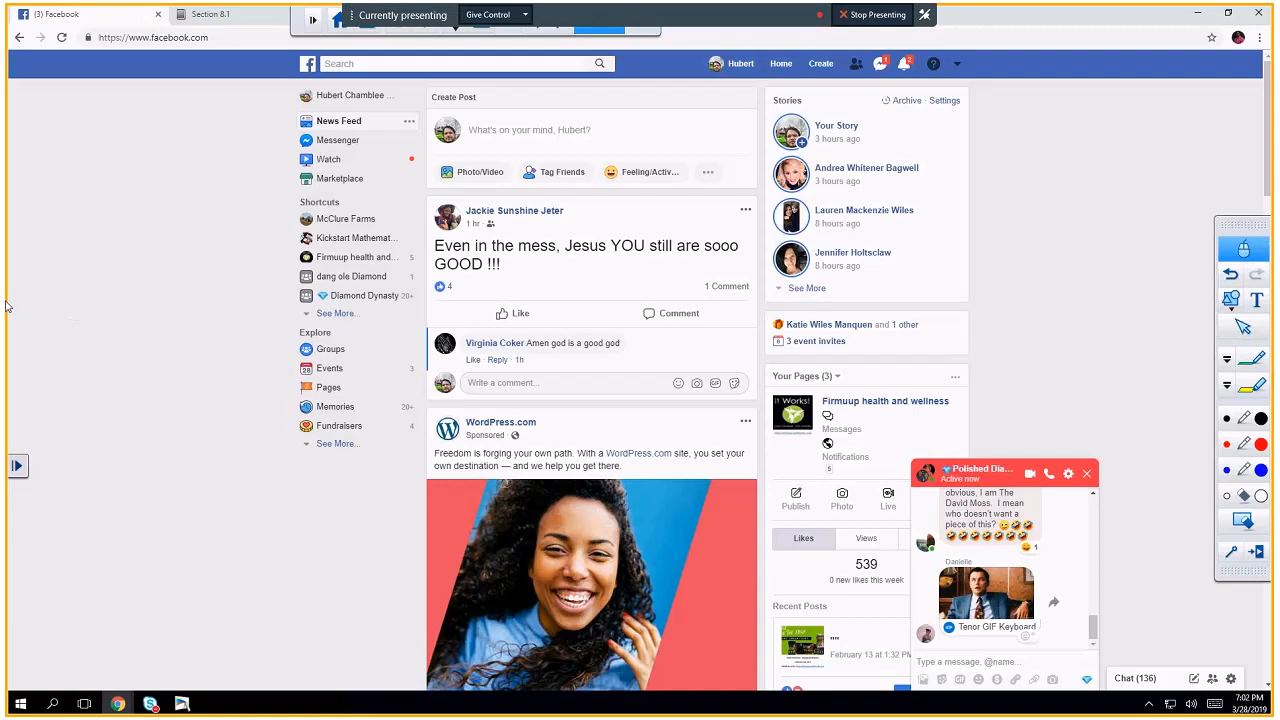 (3) Facebook
Section 8.1
Currently presenting
Give Control
Stop Presenting
https://www.facebook.com
Search
Hubert
Home
Create
1
2
Hubert Chamblee ...
News Feed
Messenger
Watch
Marketplace
Shortcuts
McClure Farms
Kickstart Mathemat...
Firmuup health and... 5
dang ole Diamond 1
Diamond Dynasty 20+
See More...
Explore
Groups
Events 3
Pages
Memories 20+
Fundraisers 4
See More...
Create Post
What's on your mind, Hubert?
Photo/Video
Tag Friends
Feeling/Activ...
Jackie Sunshine Jeter
1 hr
Even in the mess, Jesus YOU still are sooo
GOOD !!!
4
1 Comment
Like
Comment
Virginia Coker Amen god is a good god
Like · Reply · 1h
Write a comment...
WordPress.com
Sponsored
Freedom is forging your own path. With a WordPress.com site, you set your
own destination — and we help you get there.
Stories
Archive · Settings
Your Story
3 hours ago
Andrea Whitener Bagwell
3 hours ago
Lauren Mackenzie Wiles
8 hours ago
Jennifer Holtsclaw
8 hours ago
See More
Katie Wiles Manquen and 1 other
3 event invites
Your Pages (3)
It Works!
Firmuup health and wellness
Messages
Notifications
5
Publish
Photo
Live
Likes
Views
539
0 new likes this week
Recent Posts
""
February 13 at 1:32 PM
Polished Dia...
Active now
obvious, I am The
David Moss. I mean
who doesn't want a
piece of this?
1
Danielle
Tenor GIF Keyboard
Type a message, @name...
Chat (136)
7:02 PM
3/28/2019